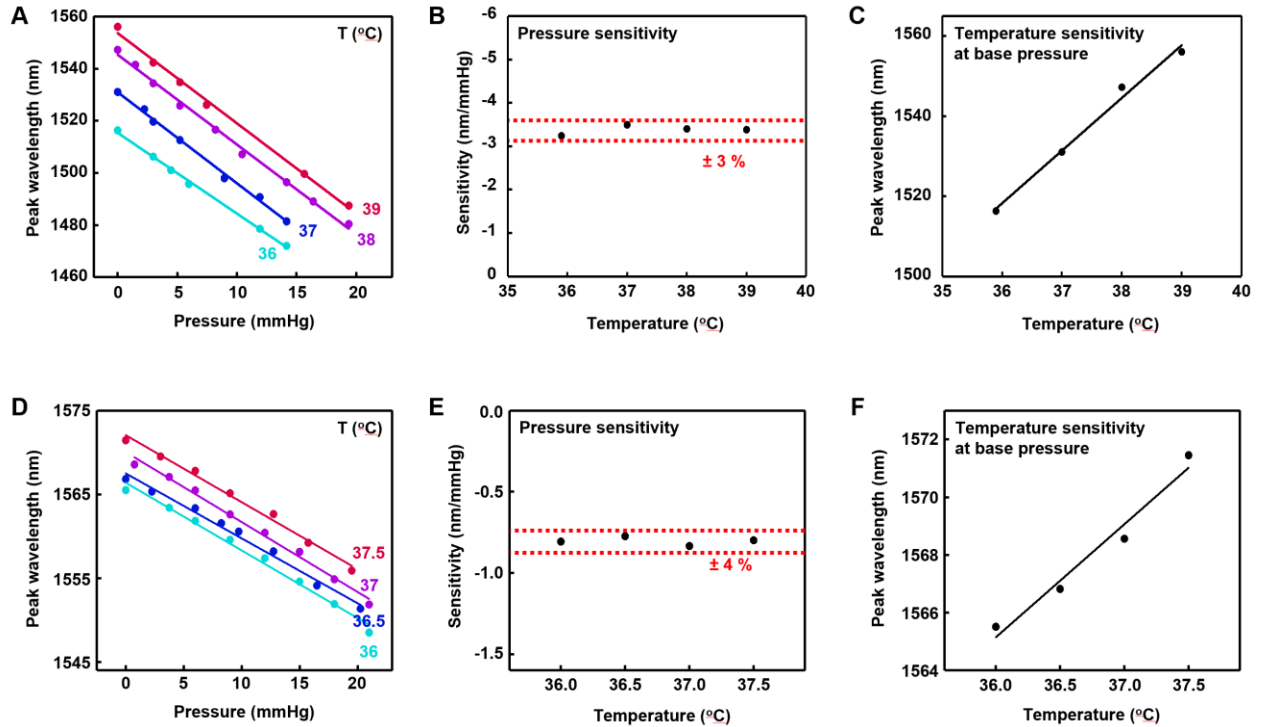 A
T (ºC)
1560
1540
1520
1500
1480
1460
Peak wavelength (nm)
39
38
37
36
0
5
10
15
20
Pressure (mmHg)
B
Pressure sensitivity
-6
-5
-4
-3
-2
-1
0
Sensitivity (nm/mmHg)
± 3 %
35
36
37
38
39
40
Temperature (ºC)
C
Temperature sensitivity
at base pressure
1560
1540
1520
1500
Peak wavelength (nm)
35
36
37
38
39
40
Temperature (ºC)
D
T (ºC)
1575
1565
1555
1545
Peak wavelength (nm)
37.5
37
36.5
36
0
5
10
15
20
Pressure (mmHg)
E
Pressure sensitivity
0.0
-0.5
-1.0
-1.5
Sensitivity (nm/mmHg)
± 4 %
36.0
36.5
37.0
37.5
Temperature (ºC)
F
Temperature sensitivity
at base pressure
1572
1570
1568
1566
1564
Peak wavelength (nm)
36.0
36.5
37.0
37.5
Temperature (ºC)